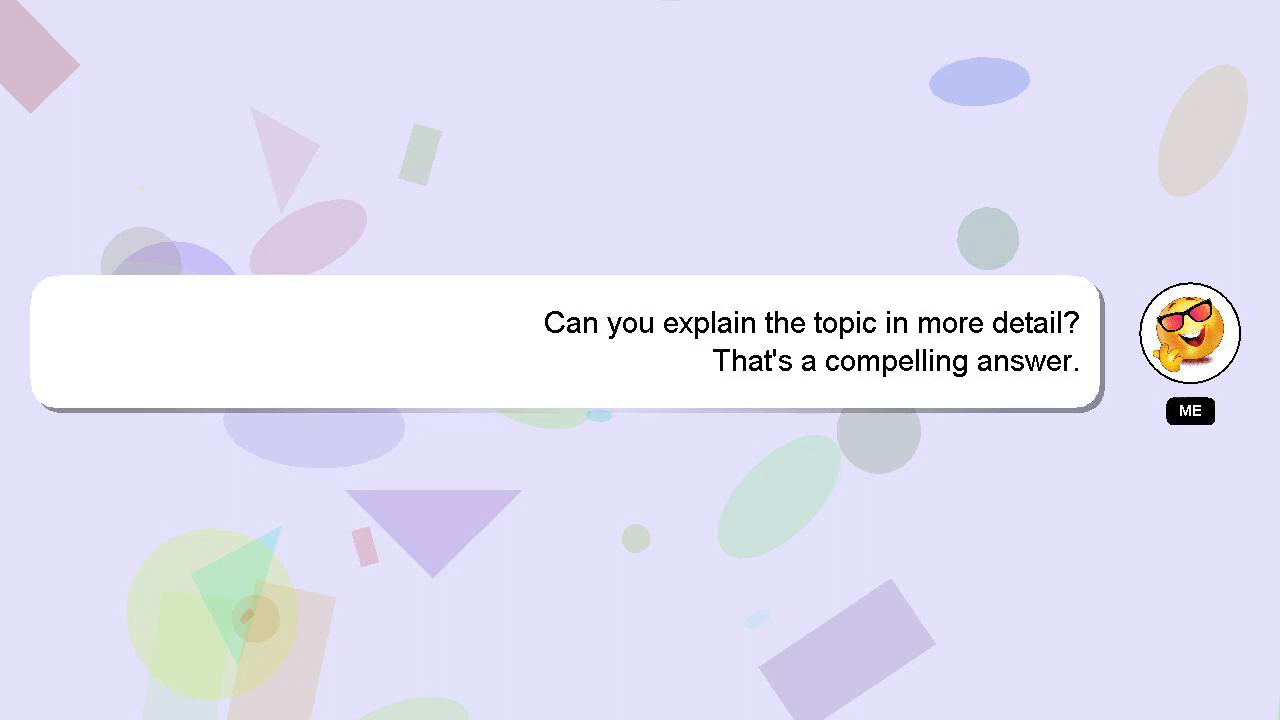 Can you explain the topic in more detail?
That's a compelling answer.
ME